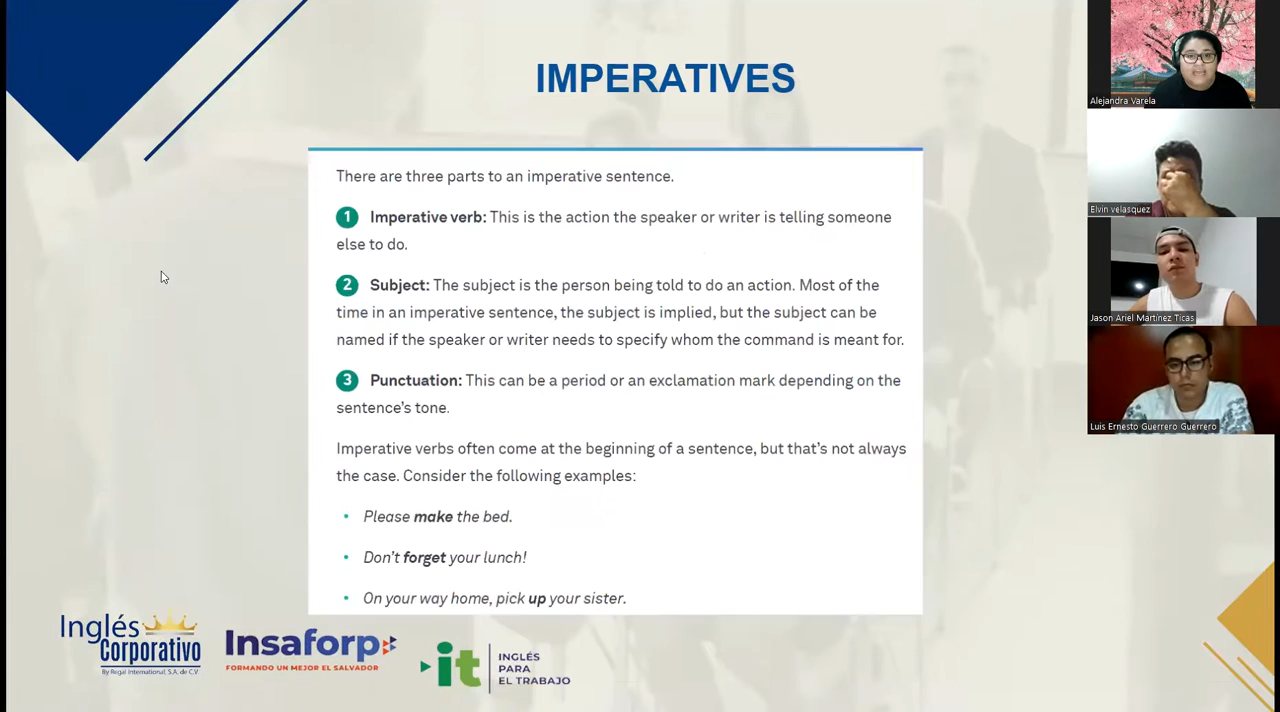 IMPERATIVES
There are three parts to an imperative sentence.
1 Imperative verb: This is the action the speaker or writer is telling someone
else to do.
2 Subject: The subject is the person being told to do an action. Most of the
time in an imperative sentence, the subject is implied, but the subject can be
named if the speaker or writer needs to specify whom the command is meant for.
3 Punctuation: This can be a period or an exclamation mark depending on the
sentence's tone.
Imperative verbs often come at the beginning of a sentence, but that's not always
the case. Consider the following examples:
• Please make the bed.
• Don't forget your lunch!
• On your way home, pick up your sister.
Inglés
Corporativo
By Regal International, S.A. de C.V.
Insaforp
FORMANDO UN MEJOR EL SALVADOR
it
INGLÉS
PARA
EL TRABAJO
Alejandra Varela
Elvin velasquez
Jason Ariel Martínez Ticas
Luis Ernesto Guerrero Guerrero